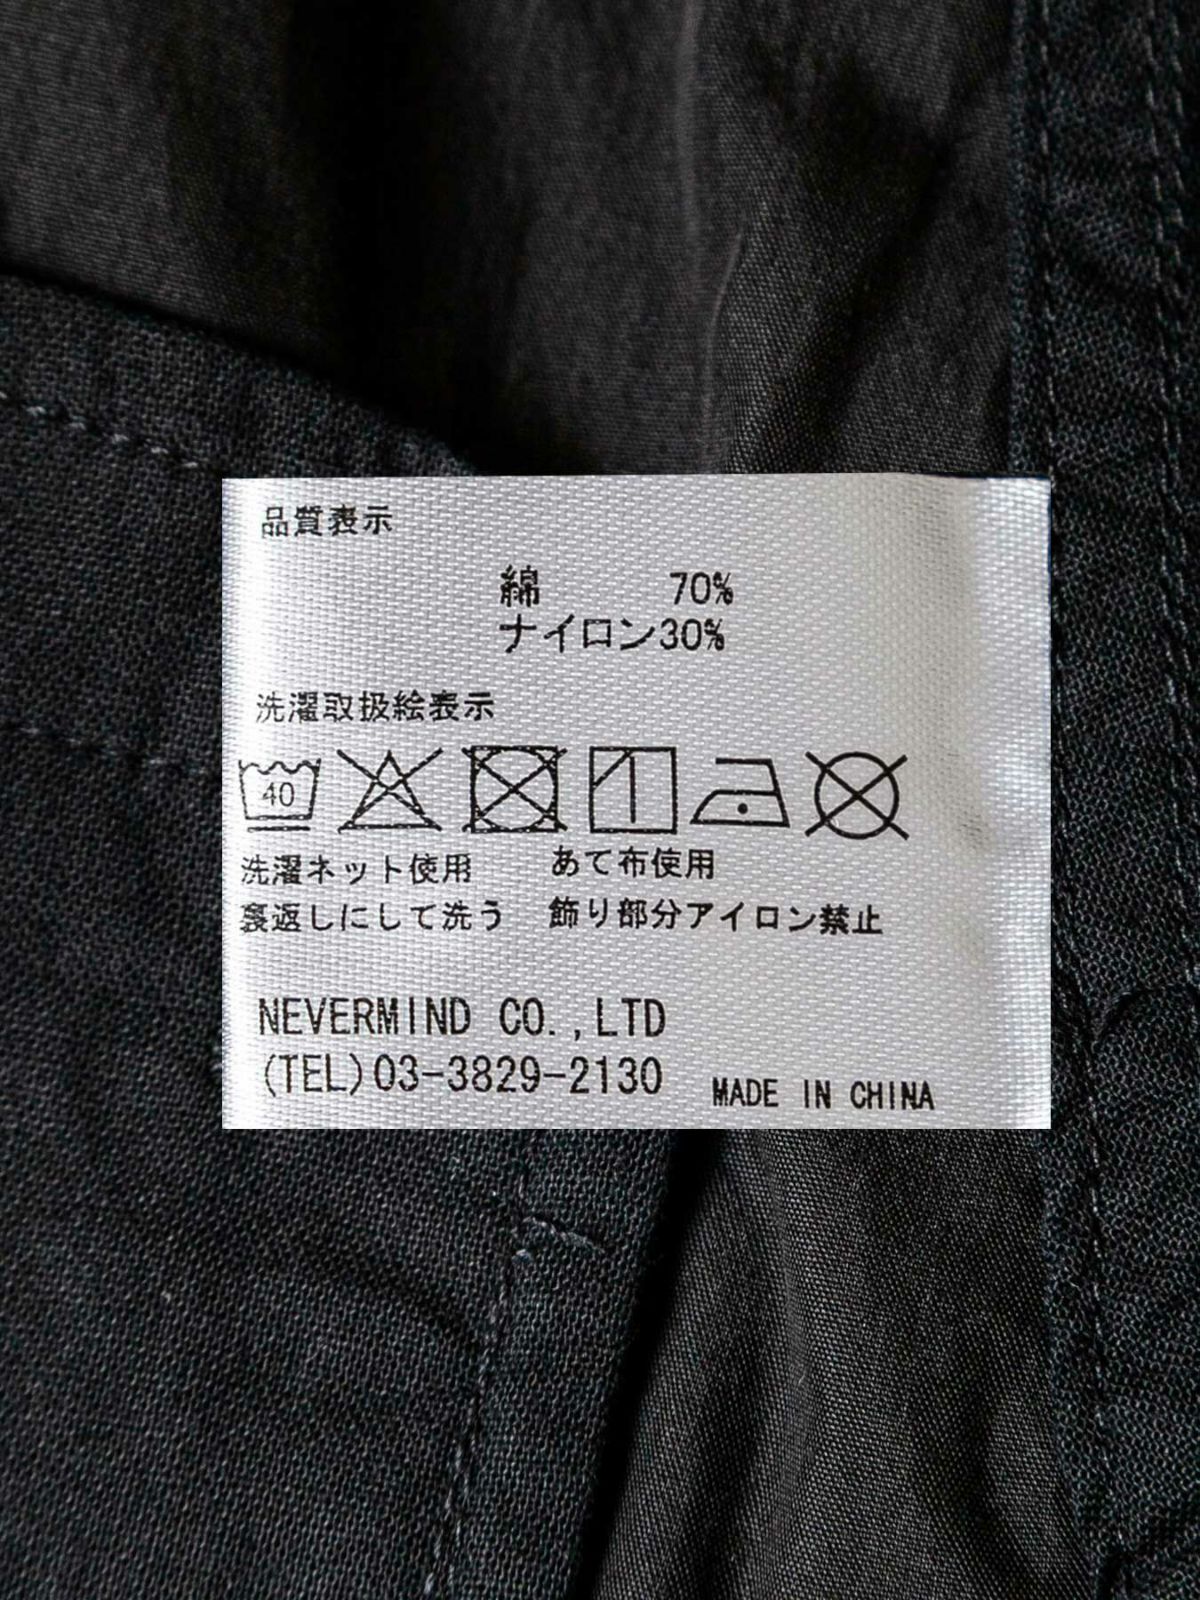 品質表示
綿 70%
ナイロン30%
洗濯取扱絵表示
40
洗濯ネット使用 あて布使用
裏返しにして洗う 飾り部分アイロン禁止
NEVERMIND CO.,LTD
(TEL)03-3829-2130 MADE IN CHINA